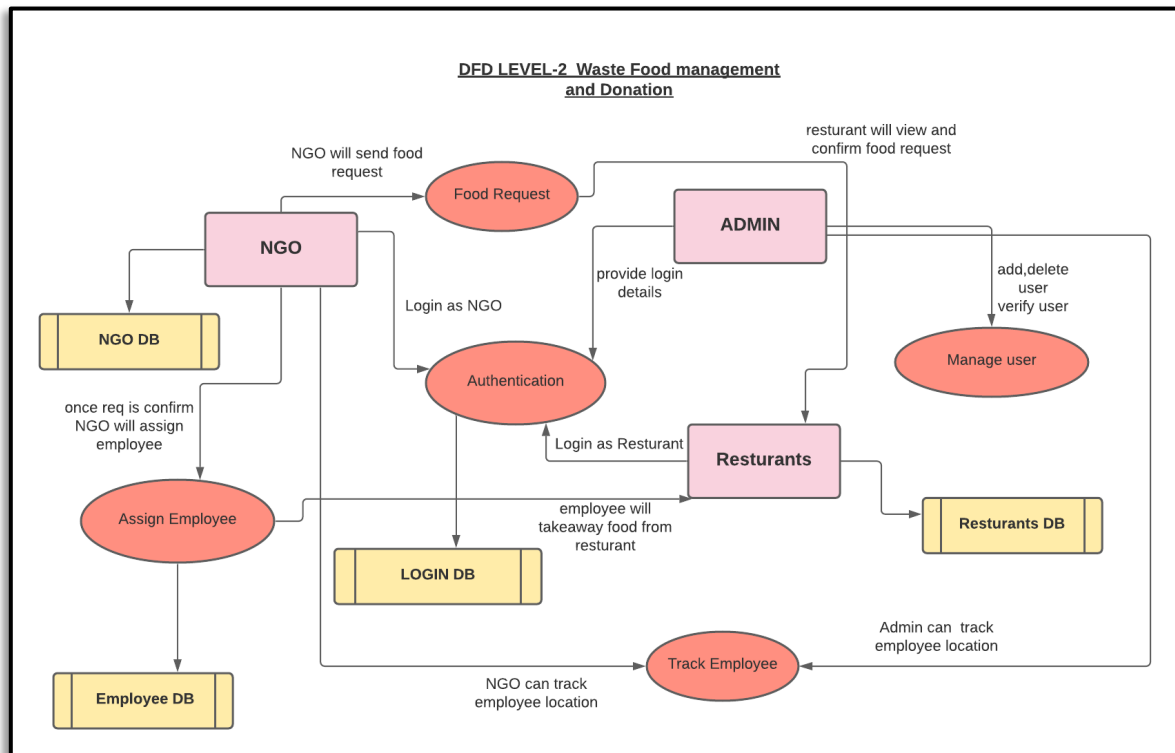 DFD LEVEL-2 Waste Food management
and Donation
resturant will view and
confirm food request
NGO will send food
request
Food Request
ADMIN
NGO
provide login
details
add,delete
user
verify user
Login as NGO
NGO DB
Manage user
Authentication
once req is confirm
NGO will assign
employee
Login as Resturant
Resturants
Assign Employee
employee will
takeaway food from
resturant
Resturants DB
LOGIN DB
Admin can track
employee location
Track Employee
NGO can track
employee location
Employee DB